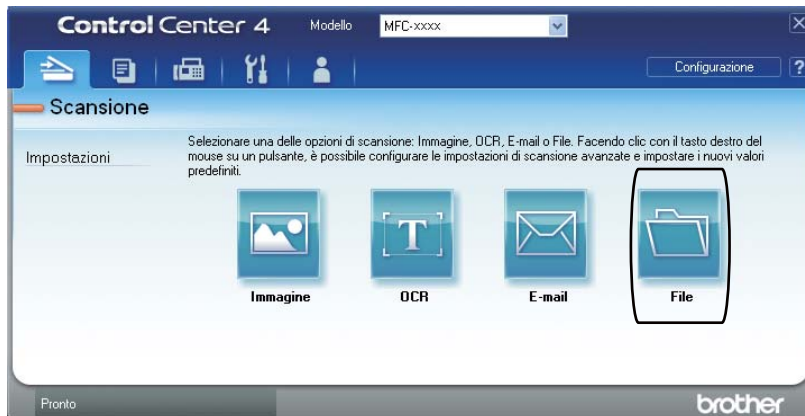 Control Center 4 Modello MFC-xxxx
Configurazione ?
Scansione
Impostazioni
Selezionare una delle opzioni di scansione: Immagine, OCR, E-mail o File. Facendo clic con il tasto destro del
mouse su un pulsante, è possibile configurare le impostazioni di scansione avanzate e impostare i nuovi valori
predefiniti.
T
Immagine OCR E-mail File
Pronto brother